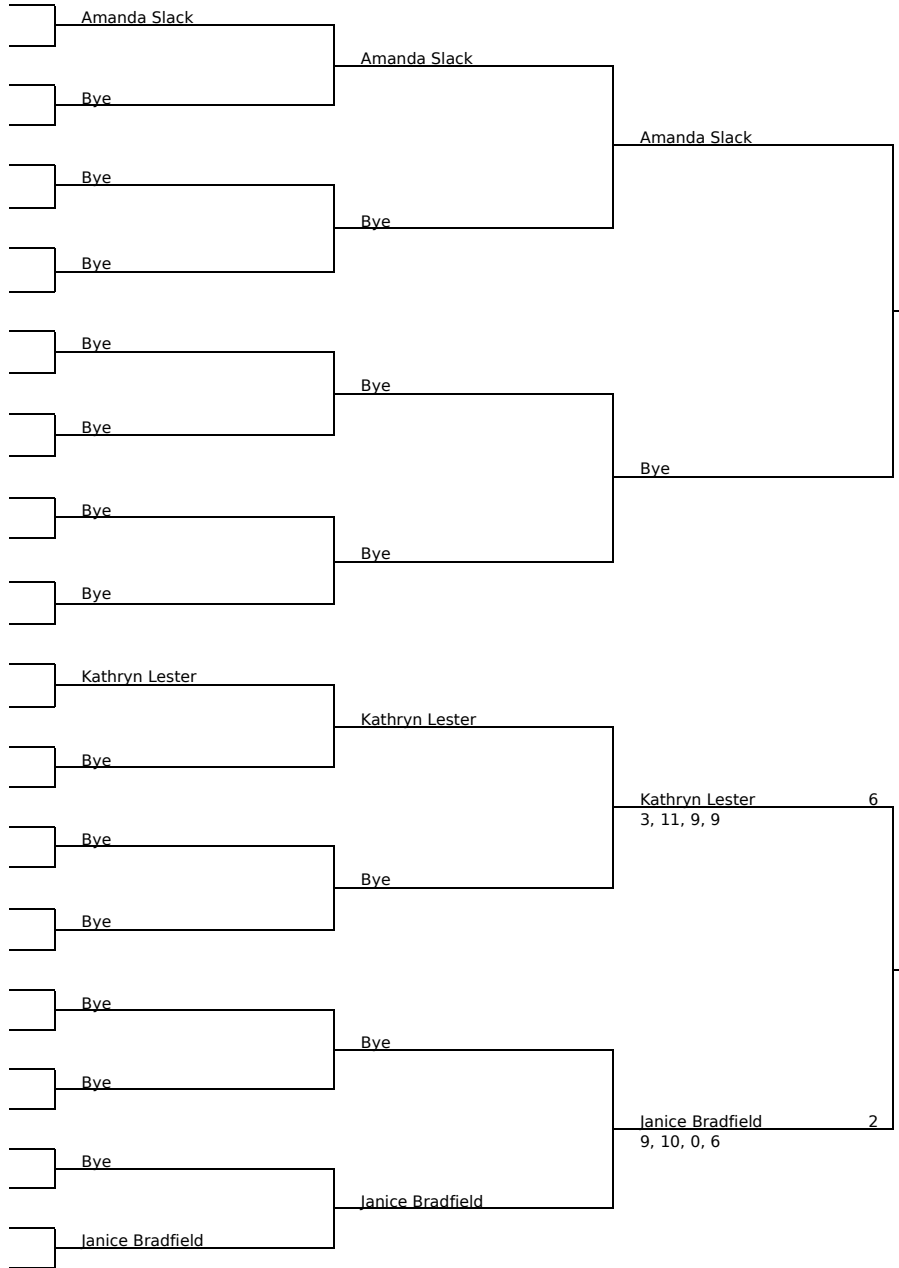 Amanda Slack
Amanda Slack
Bye
Amanda Slack
Bye
Bye
Bye
Bye
Bye
Bye
Bye
Bye
Bye
Bye
Kathryn Lester
Kathryn Lester
Bye
Kathryn Lester 6
3, 11, 9, 9
Bye
Bye
Bye
Bye
Bye
Bye
Janice Bradfield 2
9, 10, 0, 6
Bye
Janice Bradfield
Janice Bradfield